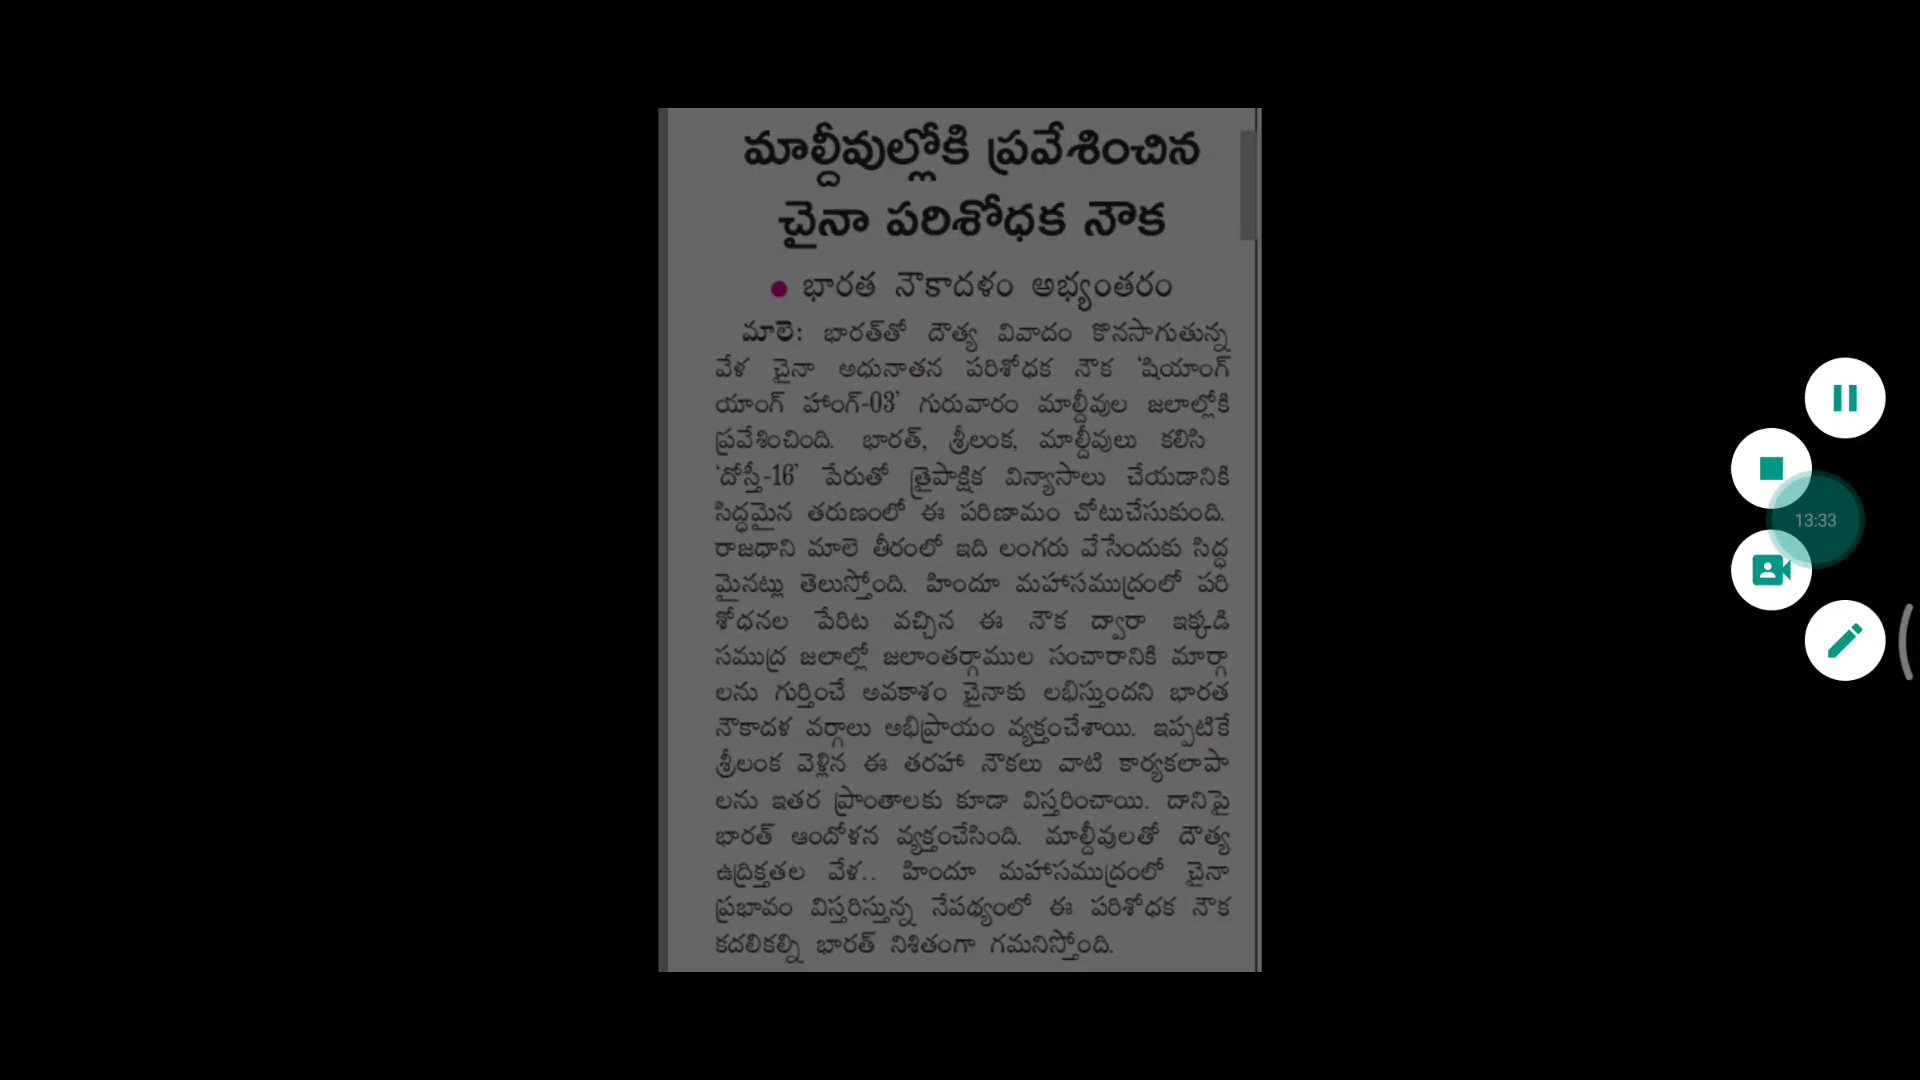 మాల్దీవుల్లోకి ప్రవేశించిన
చైనా పరిశోధక నౌక
● భారత నౌకాదళం అభ్యంతరం
మాలె: భారత్‌తో దౌత్య వివాదం కొనసాగుతున్న
వేళ చైనా అధునాతన పరిశోధక నౌక ‘షియాంగ్
యాంగ్ హాంగ్-03’ గురువారం మాల్దీవుల జలాల్లోకి
ప్రవేశించింది. భారత్, శ్రీలంక, మాల్దీవులు కలిసి
‘దోస్తీ-16’ పేరుతో త్రైపాక్షిక విన్యాసాలు చేయడానికి
సిద్ధమైన తరుణంలో ఈ పరిణామం చోటుచేసుకుంది.
రాజధాని మాలె తీరంలో ఇది లంగరు వేసేందుకు సిద్ధ
మైనట్లు తెలుస్తోంది. హిందూ మహాసముద్రంలో పరి
శోధనల పేరిట వచ్చిన ఈ నౌక ద్వారా ఇక్కడి
సముద్ర జలాల్లో జలాంతర్గాముల సంచారానికి మార్గా
లను గుర్తించే అవకాశం చైనాకు లభిస్తుందని భారత
నౌకాదళ వర్గాలు అభిప్రాయం వ్యక్తంచేశాయి. ఇప్పటికే
శ్రీలంక వెళ్లిన ఈ తరహా నౌకలు వాటి కార్యకలాపా
లను ఇతర ప్రాంతాలకు కూడా విస్తరించాయి. దానిపై
భారత్ ఆందోళన వ్యక్తంచేసింది. మాల్దీవులతో దౌత్య
ఉద్రిక్తతల వేళ.. హిందూ మహాసముద్రంలో చైనా
ప్రభావం విస్తరిస్తున్న నేపథ్యంలో ఈ పరిశోధక నౌక
కదలికల్ని భారత్ నిశితంగా గమనిస్తోంది.
13:33